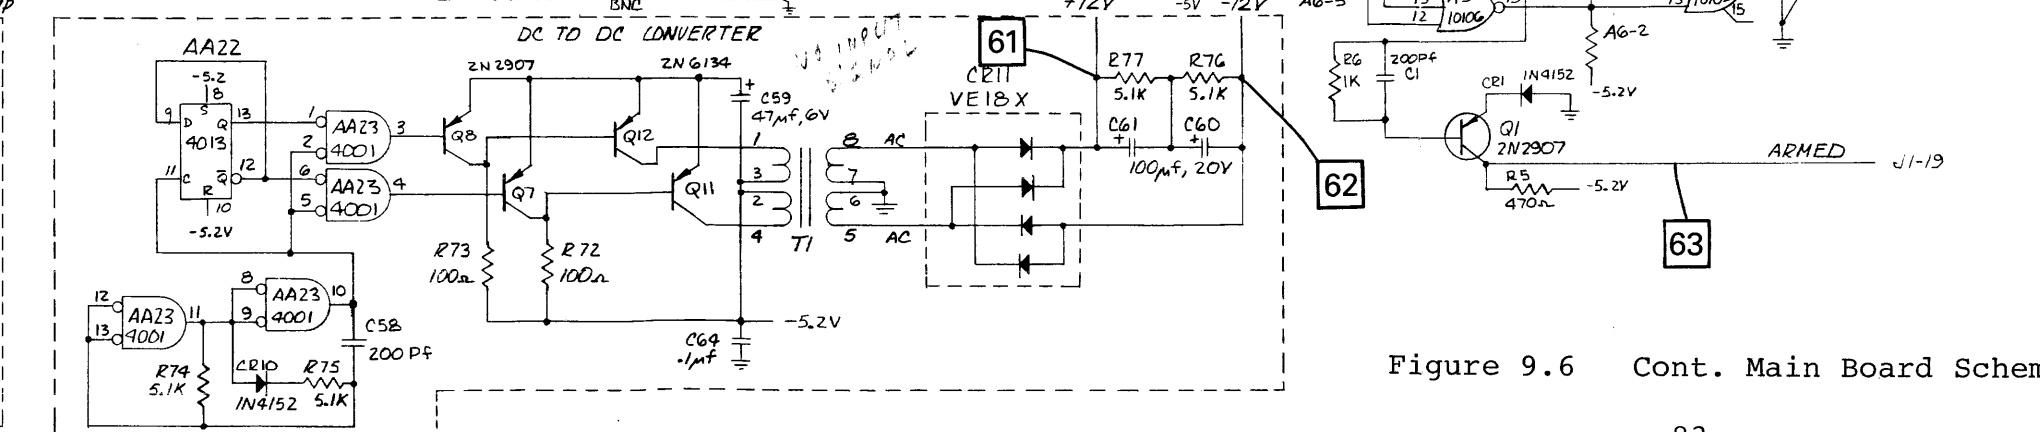 BNC
+12V
-5V
-12V
A6-5
12
10106
15
DC TO DC CONVERTER
NO INPUT
SIGNAL
61
62
63
AA22
-5.2
8
S
9
D
Q
13
4013
11
C
Q̅
12
R
10
-5.2V
1
2
AA23
4001
3
6
5
AA23
4001
4
2N2907
Q8
Q7
2N6134
Q12
Q11
+
C59
47μf, 6V
R73
100Ω
R72
100Ω
-5.2V
C64
.1μf
1
3
2
4
T1
8
7
6
5
AC
AC
CR11
VE18X
R77
5.1K
R76
5.1K
C61
+
C60
+
100μf, 20V
12
13
AA23
4001
11
8
9
AA23
4001
10
C58
200 Pf
R74
5.1K
CR10
1N4152
R75
5.1K
R6
1K
200Pf
C1
A6-2
-5.2V
CR1
1N4152
Q1
2N2907
R5
470Ω
-5.2V
ARMED
J1-19
Figure 9.6 Cont. Main Board Schem